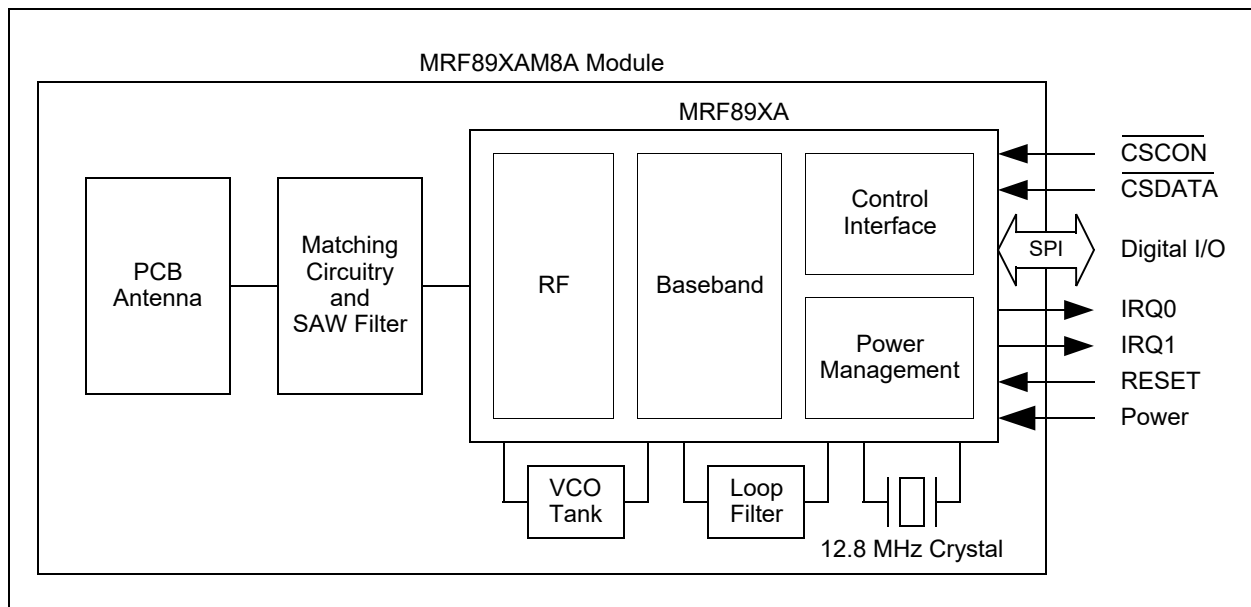 MRF89XAM8A Module
MRF89XA
PCB
Antenna
Matching
Circuitry
and
SAW Filter
RF
Baseband
Control
Interface
Power
Management
CSCON
CSDATA
SPI
Digital I/O
IRQ0
IRQ1
RESET
Power
VCO
Tank
Loop
Filter
12.8 MHz Crystal